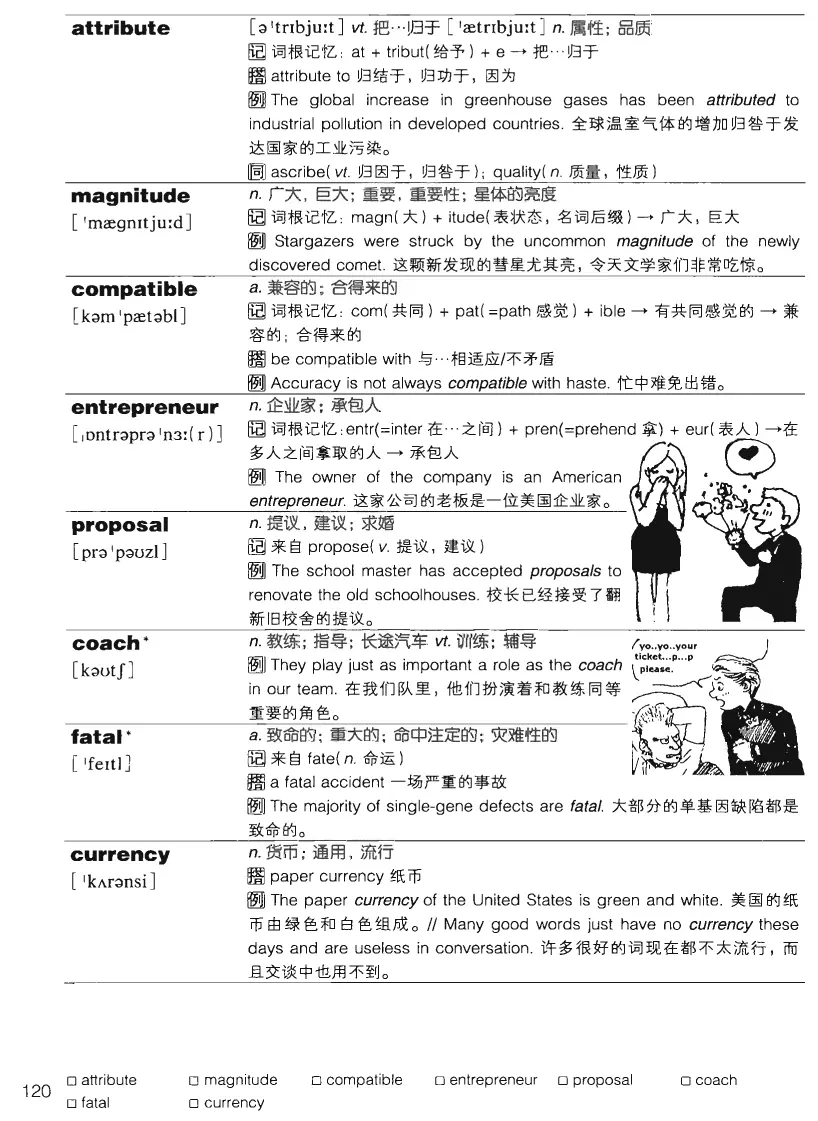 attribute [əˈtrɪbjuːt] vt. 把…归于 [ˈætrɪbjuːt] n. 属性；品质
记 词根记忆：at + tribut(给予) + e → 把…归于
搭 attribute to 归结于，归功于，因为
例 The global increase in greenhouse gases has been attributed to
industrial pollution in developed countries. 全球温室气体的增加归咎于发
达国家的工业污染。
同 ascribe(vt. 归因于，归咎于)；quality(n. 质量，性质)
magnitude n. 广大，巨大；重要，重要性；星体的亮度
[ˈmæɡnɪtjuːd] 记 词根记忆：magn(大) + itude(表状态，名词后缀) → 广大，巨大
例 Stargazers were struck by the uncommon magnitude of the newly
discovered comet. 这颗新发现的彗星尤其亮，令天文学家们非常吃惊。
compatible a. 兼容的；合得来的
[kəmˈpætəbl] 记 词根记忆：com(共同) + pat(=path 感觉) + ible → 有共同感觉的 → 兼
容的；合得来的
搭 be compatible with 与…相适应/不矛盾
例 Accuracy is not always compatible with haste. 忙中难免出错。
entrepreneur n. 企业家；承包人
[ˌɒntrəprəˈnɜː(r)] 记 词根记忆：entr(=inter 在…之间) + pren(=prehend 拿) + eur(表人) →在
多人之间拿取的人 → 承包人
例 The owner of the company is an American
entrepreneur. 这家公司的老板是一位美国企业家。
proposal n. 提议，建议；求婚
[prəˈpəʊzl] 记 来自 propose(v. 提议，建议)
例 The school master has accepted proposals to
renovate the old schoolhouses. 校长已经接受了翻
新旧校舍的提议。
coach* n. 教练；指导；长途汽车 vt. 训练；辅导
[kəʊtʃ] 例 They play just as important a role as the coach
in our team. 在我们队里，他们扮演着和教练同等
重要的角色。
yo..yo..your
ticket...p...p
please.
fatal* a. 致命的；重大的；命中注定的；灾难性的
[ˈfeɪtl] 记 来自 fate(n. 命运)
搭 a fatal accident 一场严重的事故
例 The majority of single-gene defects are fatal. 大部分的单基因缺陷都是
致命的。
currency n. 货币；通用，流行
[ˈkʌrənsi] 搭 paper currency 纸币
例 The paper currency of the United States is green and white. 美国的纸
币由绿色和白色组成。// Many good words just have no currency these
days and are useless in conversation. 许多很好的词现在都不太流行，而
且交谈中也用不到。
□ attribute □ magnitude □ compatible □ entrepreneur □ proposal □ coach
120
□ fatal □ currency